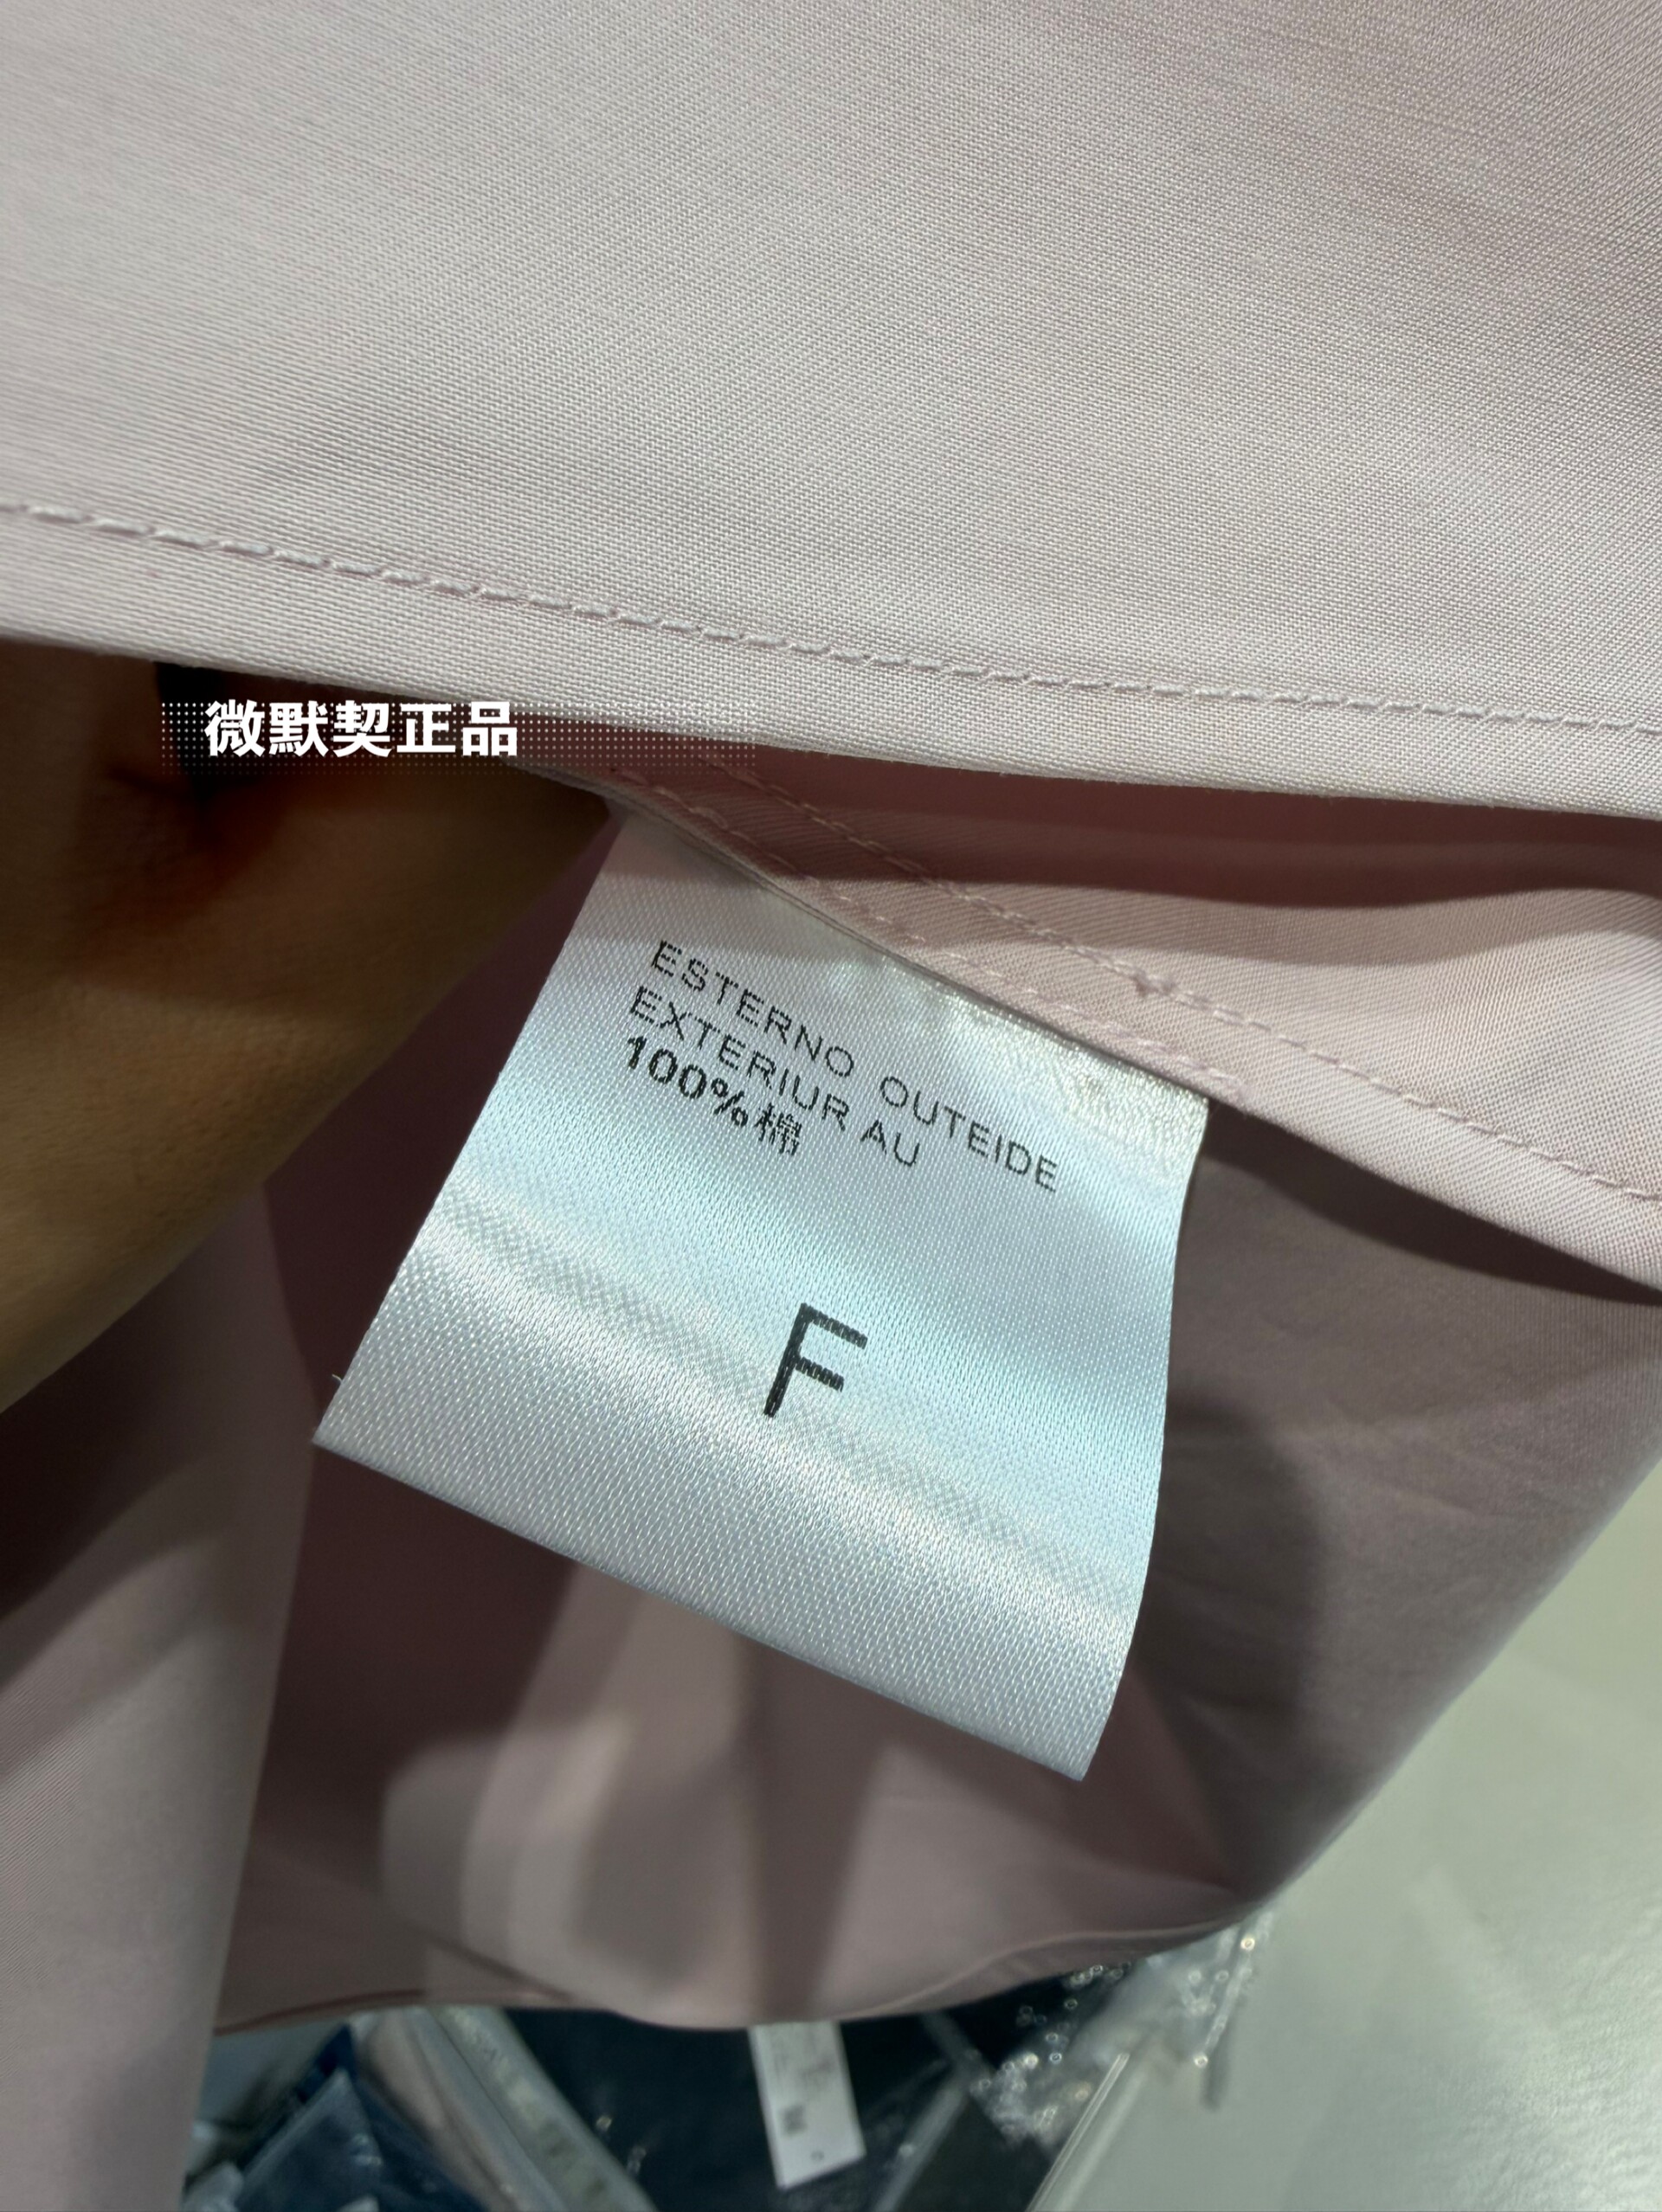 微默契正品
ESTERNO OUTEIDE
EXTERIUR AU
100%棉
F